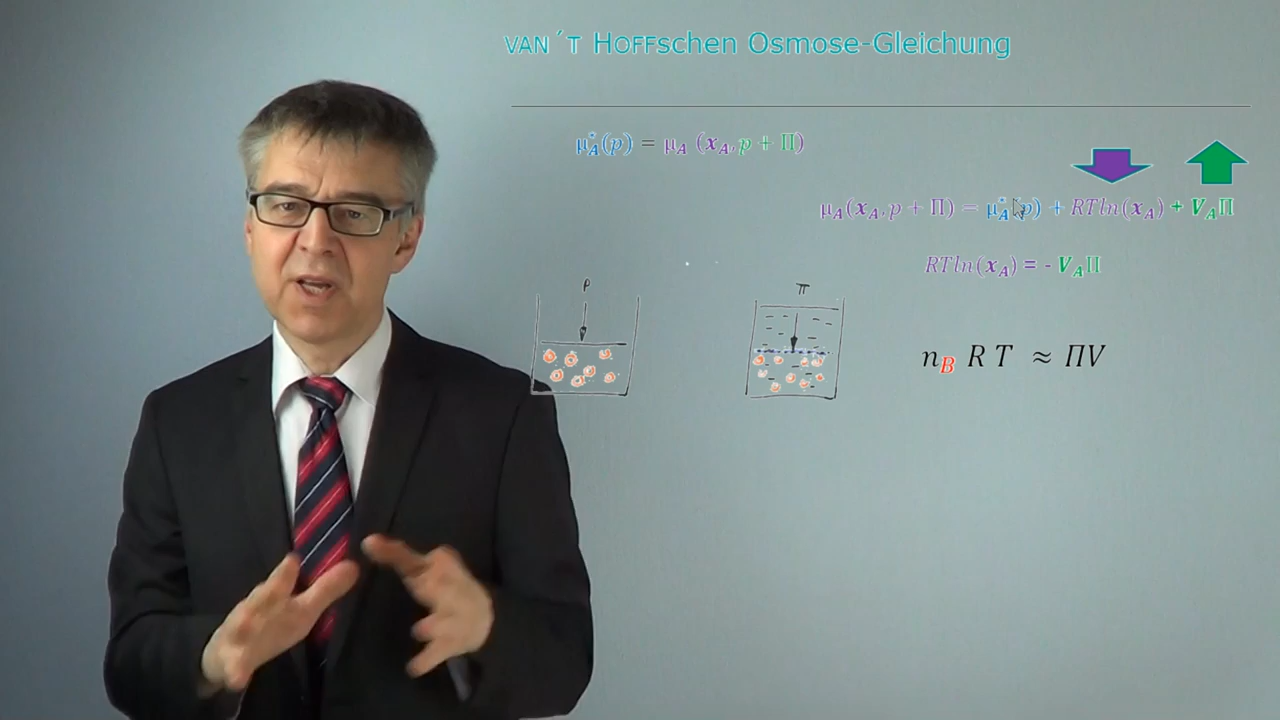 VAN´T HOFFschen Osmose-Gleichung
μ*A(p) = μA (xA, p + Π)
μA(xA, p + Π) = μ*A(p) + RTln(xA) + VAΠ
RTln(xA) = - VAΠ
P
π
nB R T ≈ ΠV